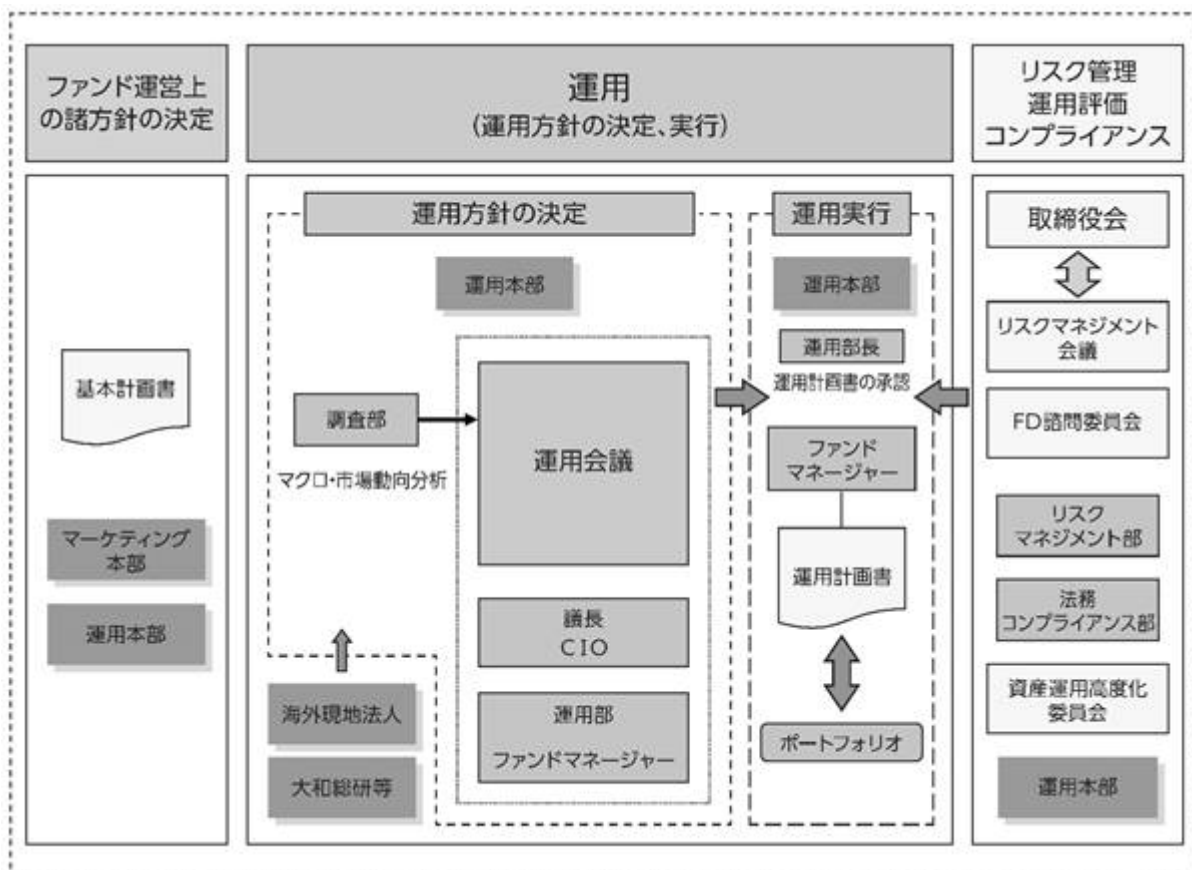 ファンド運営上
の諸方針の決定
基本計画書
マーケティング
本部
運用本部
運用
(運用方針の決定、実行)
運用方針の決定
運用本部
調査部
マクロ・市場動向分析
運用会議
議長
CIO
運用部
ファンドマネージャー
海外現地法人
大和総研等
運用実行
運用本部
運用部長
運用計画書の承認
ファンド
マネージャー
運用計画書
ポートフォリオ
リスク管理
運用評価
コンプライアンス
取締役会
リスクマネジメント
会議
FD諮問委員会
リスク
マネジメント部
法務
コンプライアンス部
資産運用高度化
委員会
運用本部